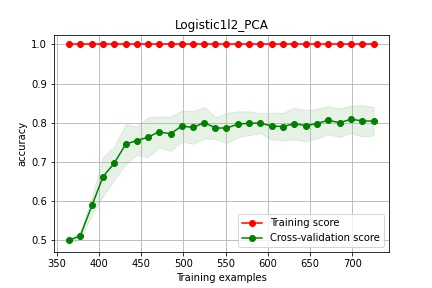 Logistic1l2_PCA
1.0
0.9
0.8
0.7
0.6
0.5
accuracy
350 400 450 500 550 600 650 700
Training examples
Training score
Cross-validation score